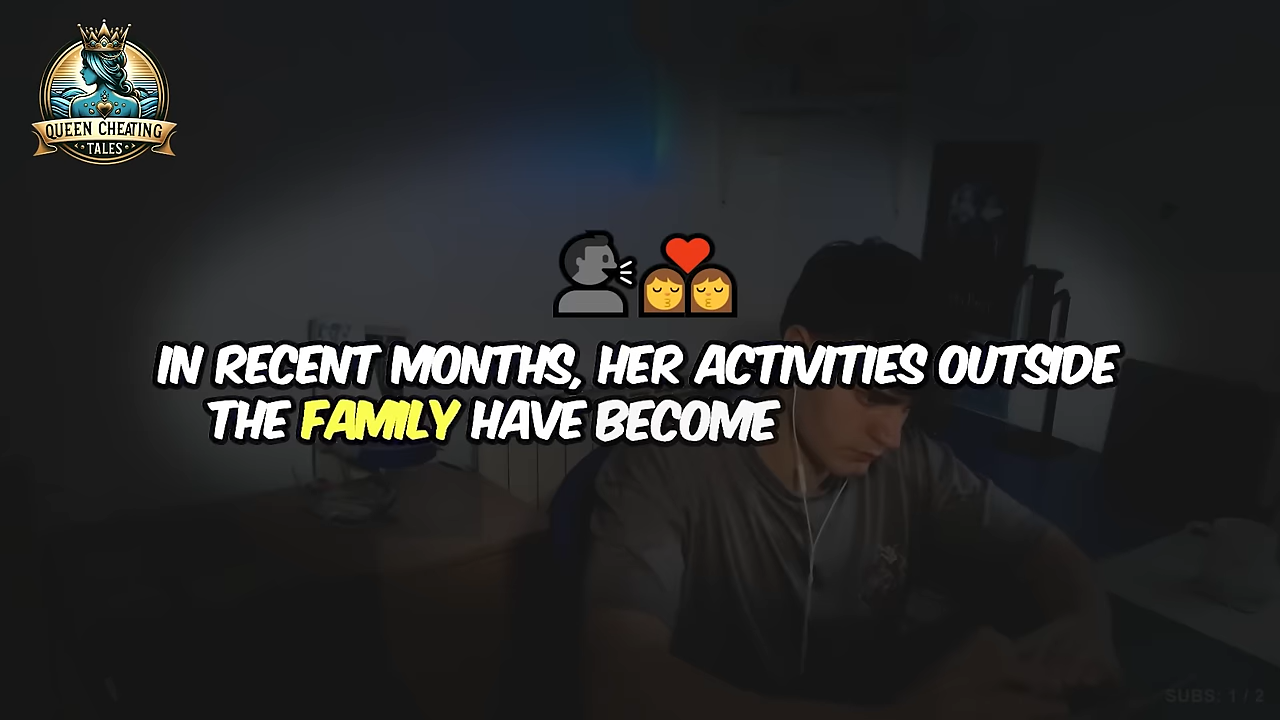 QUEEN CHEATING
TALES
IN RECENT MONTHS, HER ACTIVITIES OUTSIDE
THE FAMILY HAVE BECOME
SUBS: 1 / 2